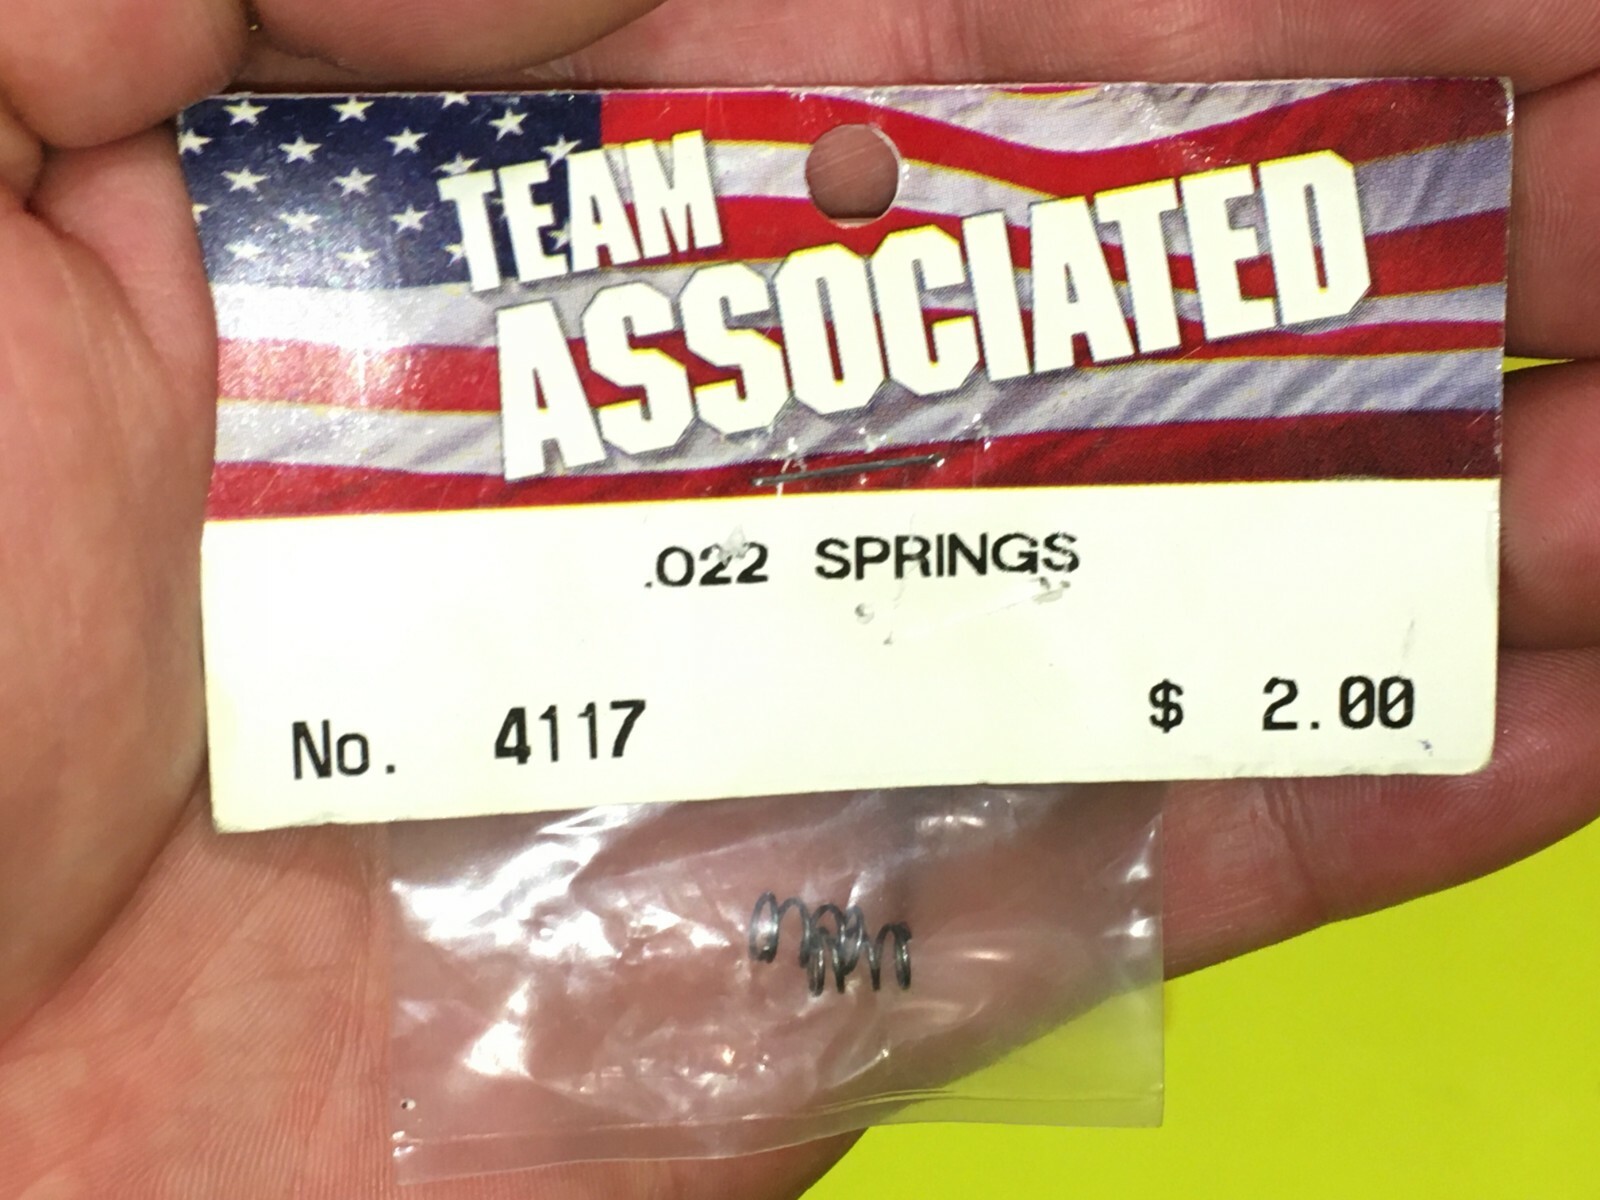 TEAM
ASSOCIATED
.022 SPRINGS
No. 4117 $ 2.00